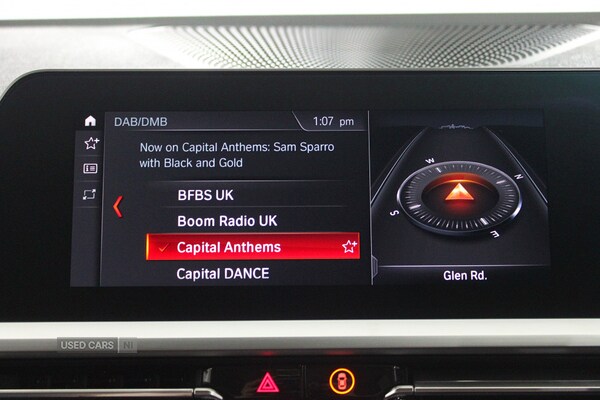 DAB/DMB
1:07 pm
Now on Capital Anthems: Sam Sparro
with Black and Gold
BFBS UK
Boom Radio UK
Capital Anthems
Capital DANCE
W
N
S
E
Glen Rd.
USED CARS NI